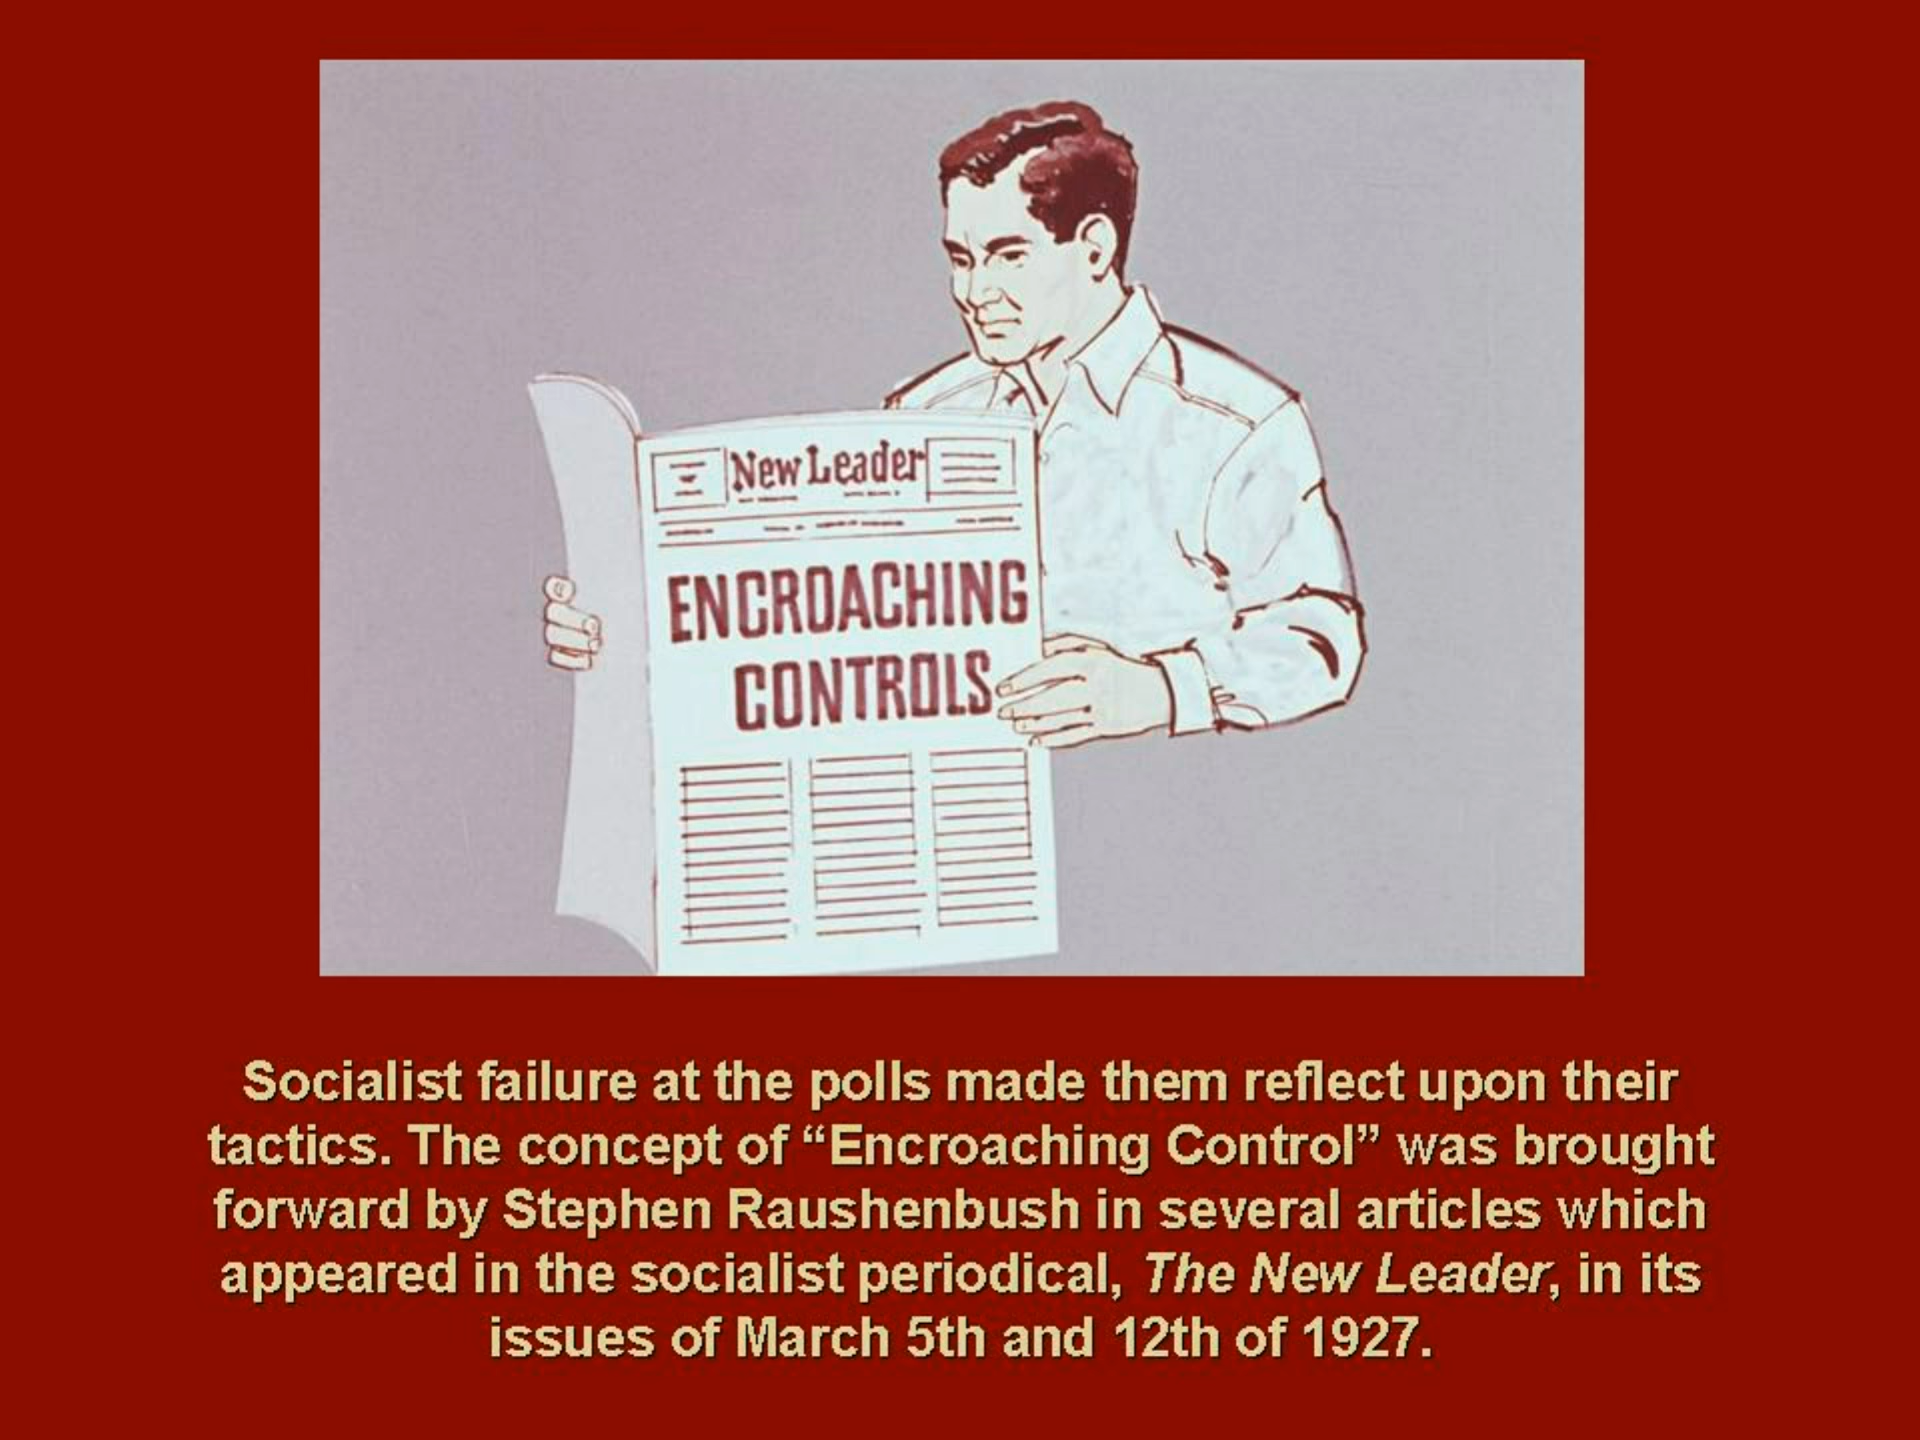 New Leader
ENCROACHING
CONTROLS
Socialist failure at the polls made them reflect upon their
tactics. The concept of “Encroaching Control” was brought
forward by Stephen Raushenbush in several articles which
appeared in the socialist periodical, The New Leader, in its
issues of March 5th and 12th of 1927.